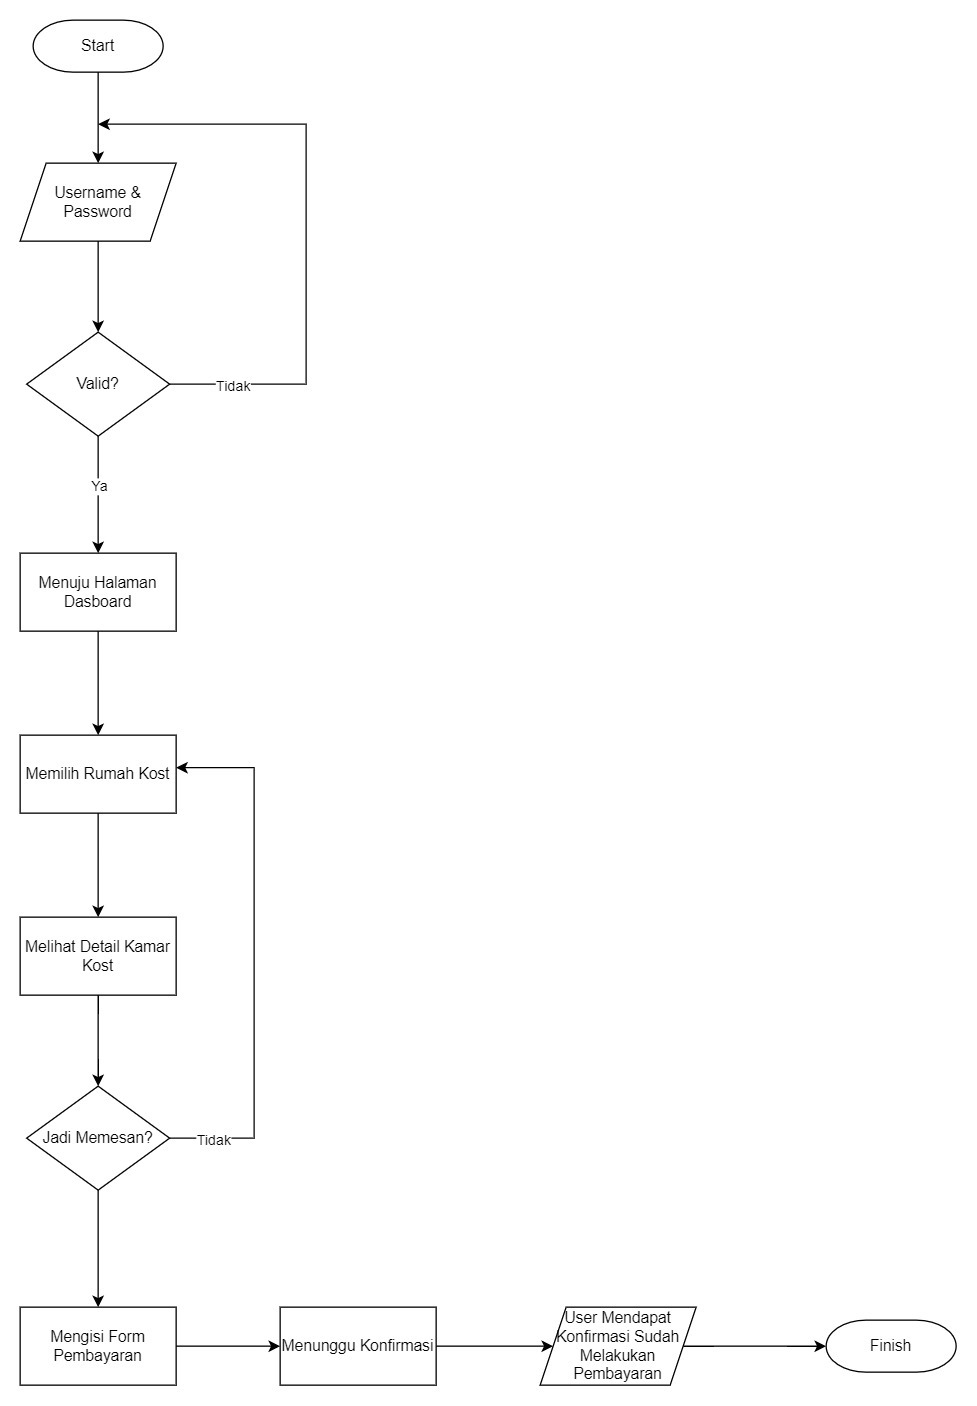 Start
Username &
Password
Valid?
Tidak
Ya
Menuju Halaman
Dasboard
Memilih Rumah Kost
Melihat Detail Kamar
Kost
Jadi Memesan?
Tidak
Mengisi Form
Pembayaran
Menunggu Konfirmasi
User Mendapat
Konfirmasi Sudah
Melakukan
Pembayaran
Finish